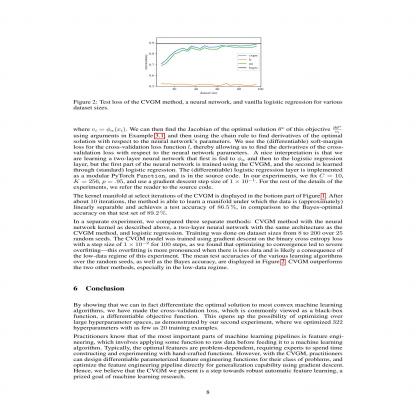 Figure 2: Test loss of the CVGM method, a neural network, and vanilla logistic regression for various
dataset sizes.
where vᵢ = ϕᵤ(xᵢ). We can then find the Jacobian of the optimal solution θ* of this objective
using arguments in Example 3.1, and then using the chain rule to find derivatives of the optimal
solution with respect to the neural network's parameters. We use the (differentiable) soft-margin
loss for the cross-validation loss function l, thereby allowing us to find the derivatives of the cross-
validation loss with respect to the neural network parameters. A nice interpretation is that we
are learning a two-layer neural network that is first fed to, and then to the logistic regression
layer, but the first part of the neural network is trained using the CVGM, and the second is learned
through (standard) logistic regression. The (differentiable) logistic regression layer is implemented
as a modular PyTorch Function, and is in the source code. In our experiments, we fix C = 10,
K = 256, p = .95, and use a gradient descent step size of 1 × 10⁻¹. For the rest of the details of the
experiments, we refer the reader to the source code.
The kernel manifold at select iterations of the CVGM is displayed in the bottom part of Figure 1. After
about 10 iterations, the method is able to learn a manifold under which the data is (approximately)
linearly separable and achieves a test accuracy of 86.5 %, in comparison to the Bayes-optimal
accuracy on that test set of 89.2 %.
In a separate experiment, we compared three separate methods: CVGM method with the neural
network kernel as described above, a two-layer neural network with the same architecture as the
CVGM method, and logistic regression. Training was done on dataset sizes from 8 to 200 over 25
random seeds. The CVGM model was trained using gradient descent on the binary cross-entropy loss
with a step size of 1 × 10⁻³ for 100 steps, as we found that optimizing to convergence led to severe
overfitting—this overfitting is more pronounced when there is less data and is likely a consequence of
the low-data regime of this experiment. The mean test accuracies of the various learning algorithms
over the random seeds, as well as the Bayes accuracy, are displayed in Figure 2. CVGM outperforms
the two other methods, especially in the low-data regime.
6 Conclusion
By showing that we can in fact differentiate the optimal solution to most convex machine learning
algorithms, we have made the cross-validation loss, which is commonly viewed as a black-box
function, a differentiable objective function. This opens up the possibility of optimizing over
large hyperparameter spaces, as demonstrated by our second experiment, where we optimized 322
hyperparameters with as few as 20 training examples.
Practitioners know that one of the most important parts of machine learning pipelines is feature engi-
neering, which involves applying some function to raw data before feeding it to a machine learning
algorithm. Typically, the optimal features are problem-dependent, requiring experts to spend time
constructing and experimenting with hand-crafted functions. However, with the CVGM, practitioners
can design differentiable parameterized feature engineering functions for their class of problems, and
optimize the feature engineering pipeline directly for generalization capability using gradient descent.
Hence, we believe that the CVGM we present is a step towards robust automatic feature learning, a
prized goal of machine learning research.
8